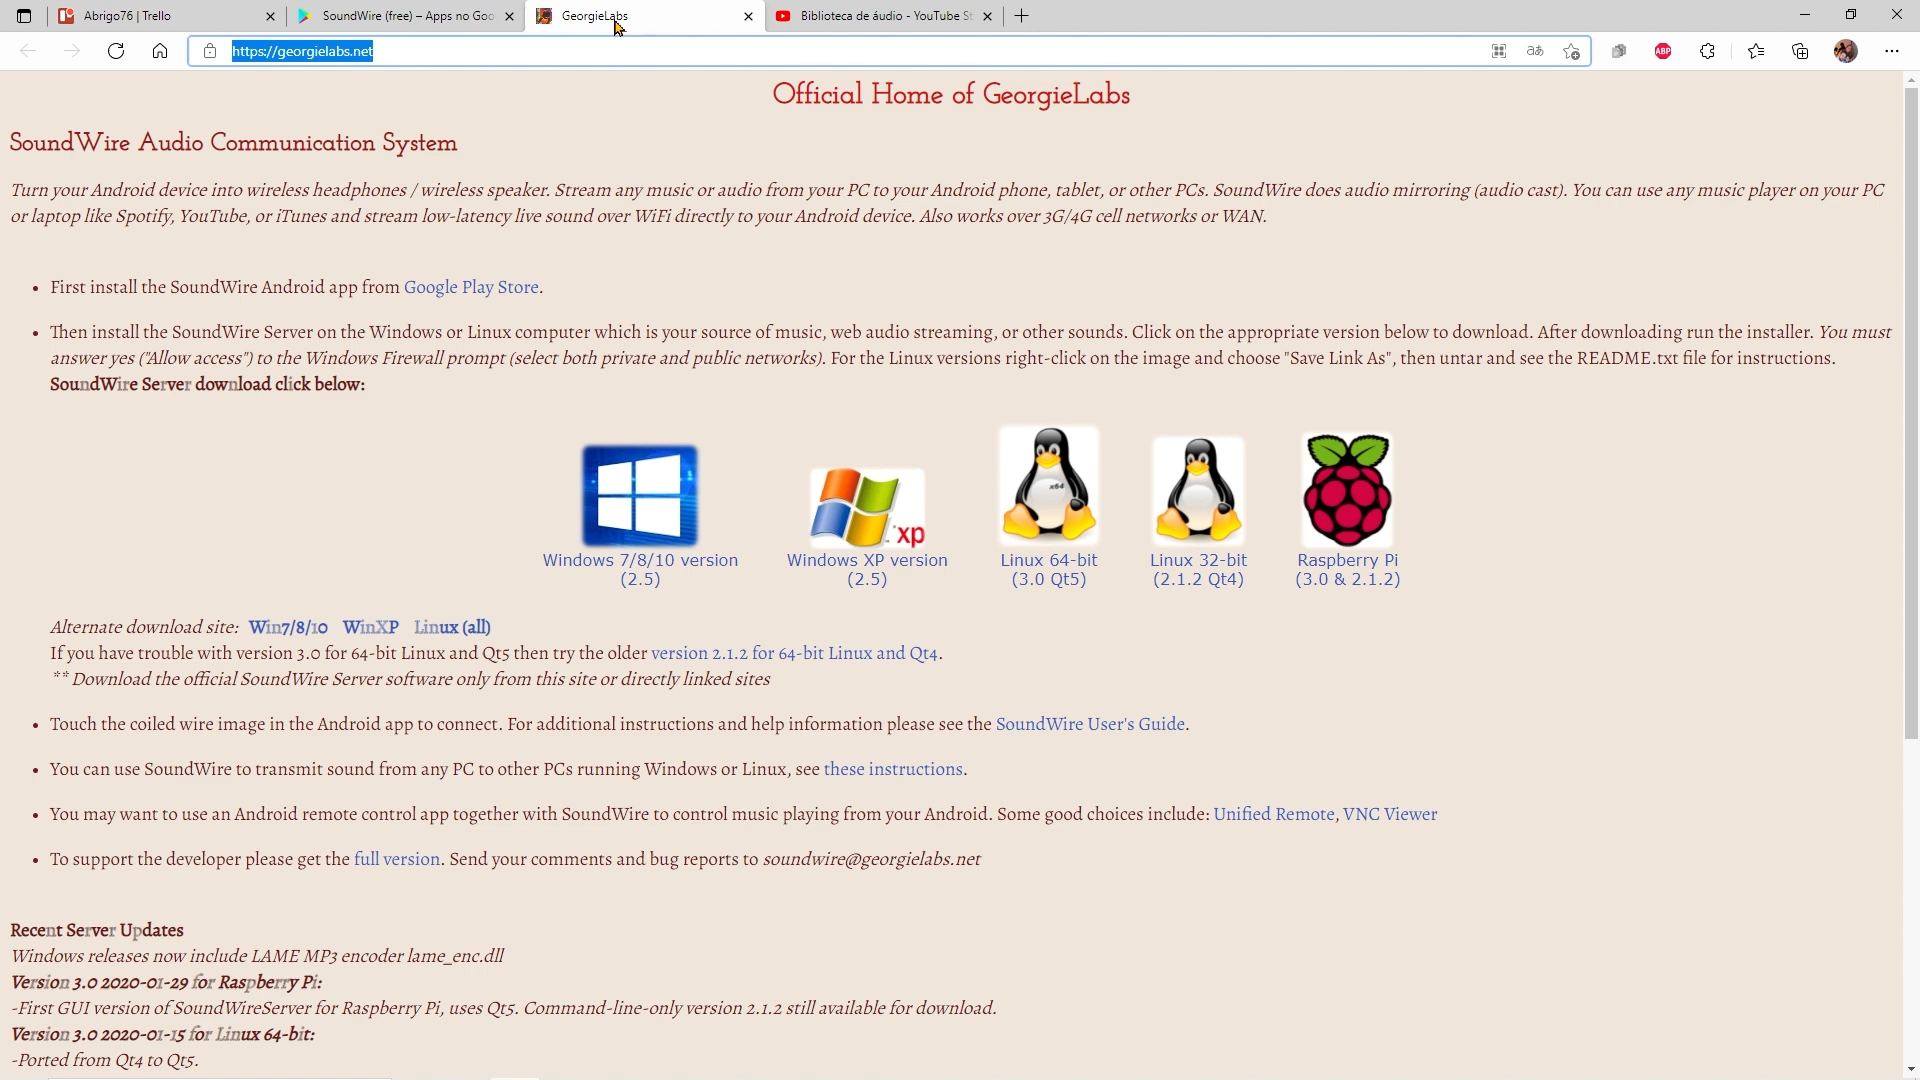 Abrigo76 | Trello
SoundWire (free) – Apps no Goo
GeorgieLabs
Biblioteca de áudio - YouTube St
https://georgielabs.net
aあ
ABP
Official Home of GeorgieLabs
SoundWire Audio Communication System
Turn your Android device into wireless headphones / wireless speaker. Stream any music or audio from your PC to your Android phone, tablet, or other PCs. SoundWire does audio mirroring (audio cast). You can use any music player on your PC
or laptop like Spotify, YouTube, or iTunes and stream low-latency live sound over WiFi directly to your Android device. Also works over 3G/4G cell networks or WAN.
• First install the SoundWire Android app from Google Play Store.
• Then install the SoundWire Server on the Windows or Linux computer which is your source of music, web audio streaming, or other sounds. Click on the appropriate version below to download. After downloading run the installer. You must
answer yes ("Allow access") to the Windows Firewall prompt (select both private and public networks). For the Linux versions right-click on the image and choose "Save Link As", then untar and see the README.txt file for instructions.
SoundWire Server download click below:
xp
x64
Windows 7/8/10 version
(2.5)
Windows XP version
(2.5)
Linux 64-bit
(3.0 Qt5)
Linux 32-bit
(2.1.2 Qt4)
Raspberry Pi
(3.0 & 2.1.2)
Alternate download site: Win7/8/10 WinXP Linux (all)
If you have trouble with version 3.0 for 64-bit Linux and Qt5 then try the older version 2.1.2 for 64-bit Linux and Qt4.
** Download the official SoundWire Server software only from this site or directly linked sites
• Touch the coiled wire image in the Android app to connect. For additional instructions and help information please see the SoundWire User's Guide.
• You can use SoundWire to transmit sound from any PC to other PCs running Windows or Linux, see these instructions.
• You may want to use an Android remote control app together with SoundWire to control music playing from your Android. Some good choices include: Unified Remote, VNC Viewer
• To support the developer please get the full version. Send your comments and bug reports to soundwire@georgielabs.net
Recent Server Updates
Windows releases now include LAME MP3 encoder lame_enc.dll
Version 3.0 2020-01-29 for Raspberry Pi:
-First GUI version of SoundWireServer for Raspberry Pi, uses Qt5. Command-line-only version 2.1.2 still available for download.
Version 3.0 2020-01-15 for Linux 64-bit:
-Ported from Qt4 to Qt5.